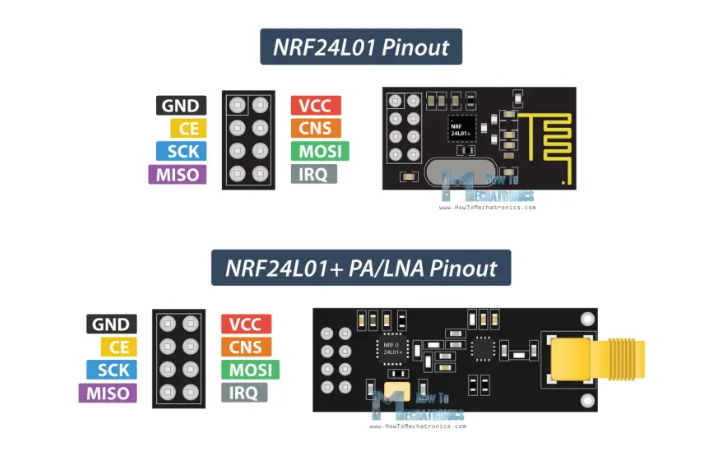 NRF24L01 Pinout
GND VCC
CE CNS
SCK MOSI
MISO IRQ
NRF
24L01+
How To
MECHATRONICS
www.HowToMechatronics.com
NRF24L01+ PA/LNA Pinout
GND VCC
CE CNS
SCK MOSI
MISO IRQ
24L01+
How To
MECHATRONICS
www.HowToMechatronics.com